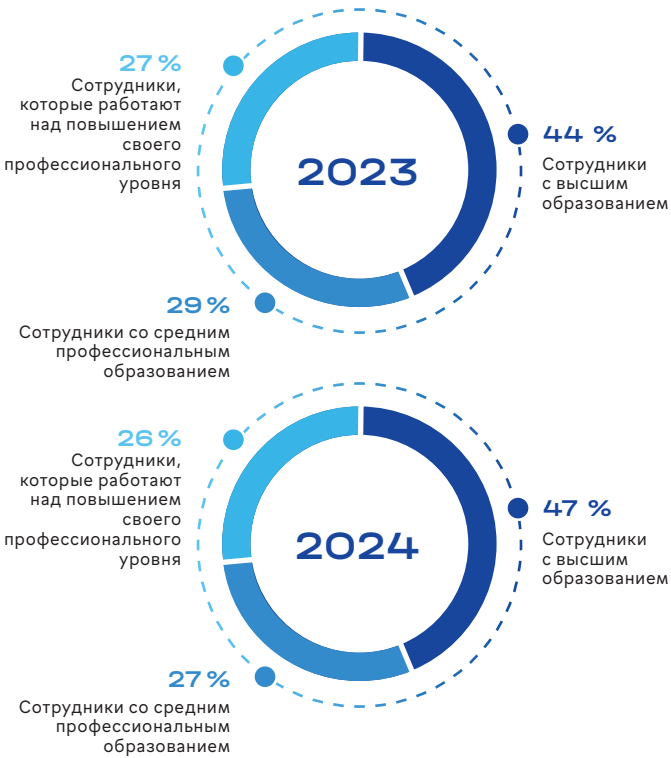 27 %
Сотрудники,
которые работают
над повышением
своего
профессионального
уровня
2023
44 %
Сотрудники
с высшим
образованием
29 %
Сотрудники со средним
профессиональным
образованием
26 %
Сотрудники,
которые работают
над повышением
своего
профессионального
уровня
2024
47 %
Сотрудники
с высшим
образованием
27 %
Сотрудники со средним
профессиональным
образованием